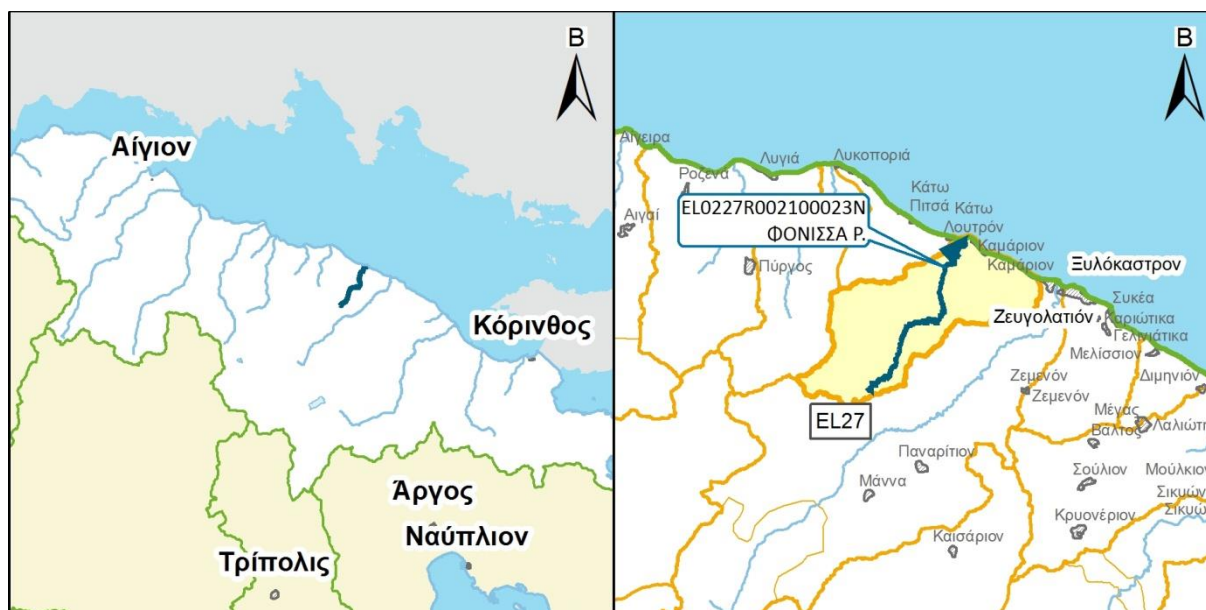 B
Αίγιον
Κόρινθος
Άργος
Ναύπλιον
Τρίπολις
B
Αίγειρα
Λυγιά
Λυκοποριά
Ροζενά
Κάτω
Πιτσά
Κάτω
EL0227R002100023N
ΦΟΝΙΣΣΑ Ρ.
Λουτρόν
Αιγαί
Καμάριον
Πύργος
Καμάριον
Ξυλόκαστρον
Συκέα
Ζευγολατιόν
Καριώτικα
Γελινιάτικα
Μελίσσιον
Ζεμενόν
Ζεμενόν
Διμηνιόν
EL27
Μέγας
Βάλτος
Λαλιώτη
Παναρίτιον
Μάννα
Σούλιον
Μούλκιον
Σικυών
Σικυώ
Κρυονέριον
Καισάριον